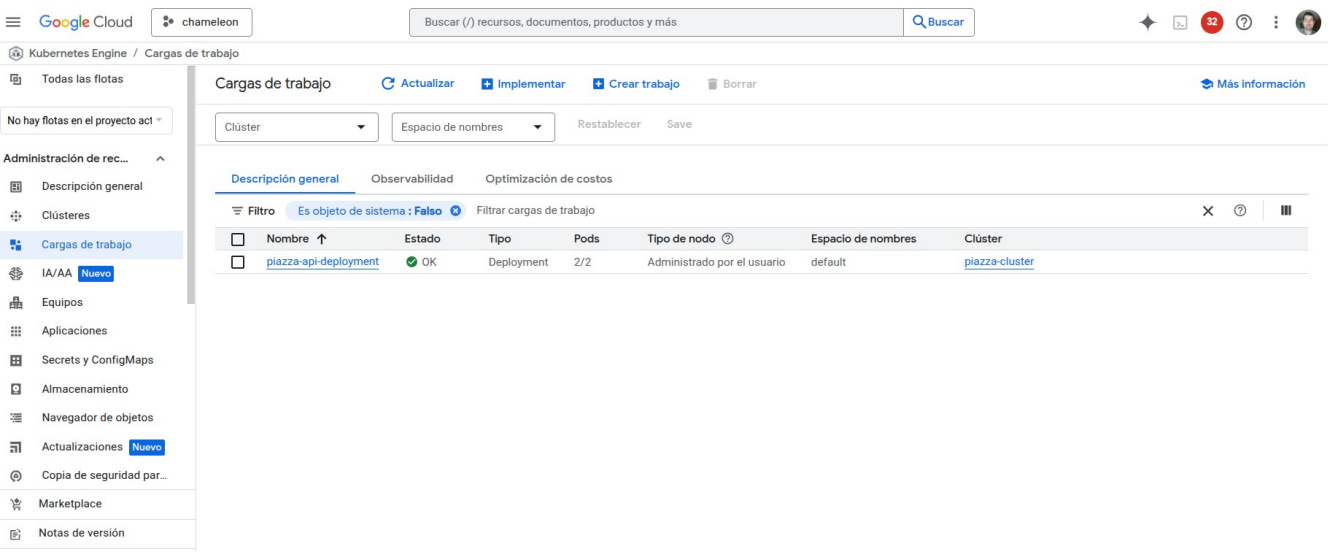 Google Cloud
chameleon
Buscar (/) recursos, documentos, productos y más
Buscar
32
Kubernetes Engine / Cargas de trabajo
Todas las flotas
No hay flotas en el proyecto act
Administración de rec...
Descripción general
Clústeres
Cargas de trabajo
IA/AA Nuevo
Equipos
Aplicaciones
Secrets y ConfigMaps
Almacenamiento
Navegador de objetos
Actualizaciones Nuevo
Copia de seguridad par...
Marketplace
Notas de versión
Cargas de trabajo
Actualizar
Implementar
Crear trabajo
Borrar
Más información
Clúster
Espacio de nombres
Restablecer
Save
Descripción general
Observabilidad
Optimización de costos
Filtro
Es objeto de sistema : Falso
Filtrar cargas de trabajo
Nombre Estado Tipo Pods Tipo de nodo Espacio de nombres Clúster
piazza-api-deployment OK Deployment 2/2 Administrado por el usuario default piazza-cluster